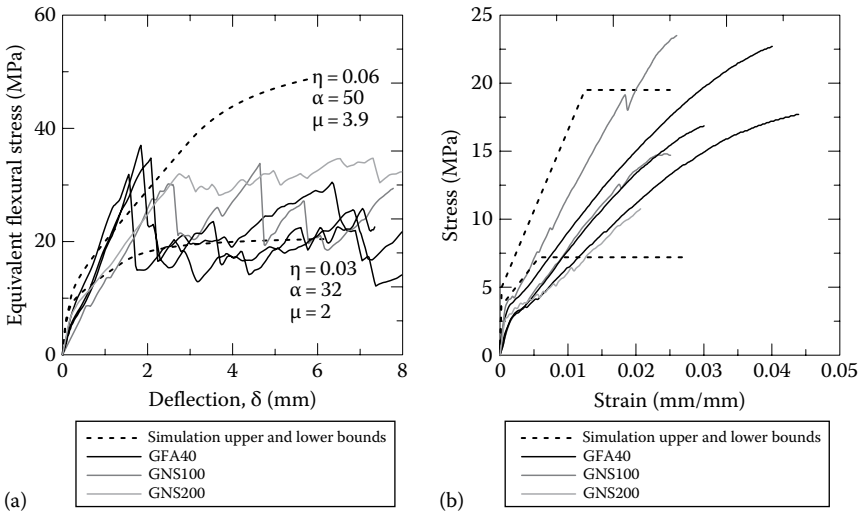 60
40
20
0
0
2
4
6
8
Equivalent flexural stress (MPa)
Deflection, δ (mm)
η = 0.06
α = 50
μ = 3.9
η = 0.03
α = 32
μ = 2
Simulation upper and lower bounds
GFA40
GNS100
GNS200
(a)
25
20
15
10
5
0
0
0.01
0.02
0.03
0.04
0.05
Stress (MPa)
Strain (mm/mm)
Simulation upper and lower bounds
GFA40
GNS100
GNS200
(b)